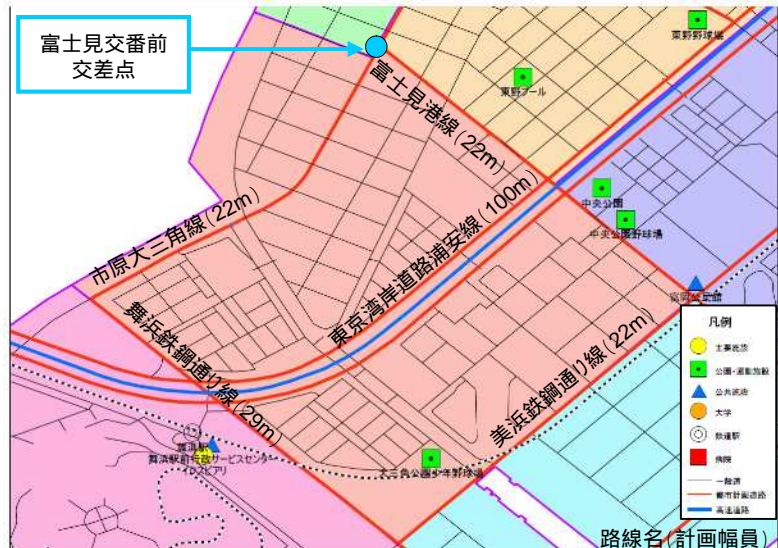 富士見交番前
交差点
東野野球場
東野プール
富士見港線(22m)
中央公園
中央公園野球場
市原大三角線(22m)
東京湾岸道路浦安線(100m)
舞浜鉄鋼通り線(29m)
美浜鉄鋼通り線(22m)
富岡公民館
舞浜駅
舞浜駅前行政サービスセンター
イクスピアリ
大三角公園少年野球場
凡例
主要施設
公園・運動施設
公共施設
大学
鉄道駅
病院
一般道
都市計画道路
高速道路
路線名(計画幅員)